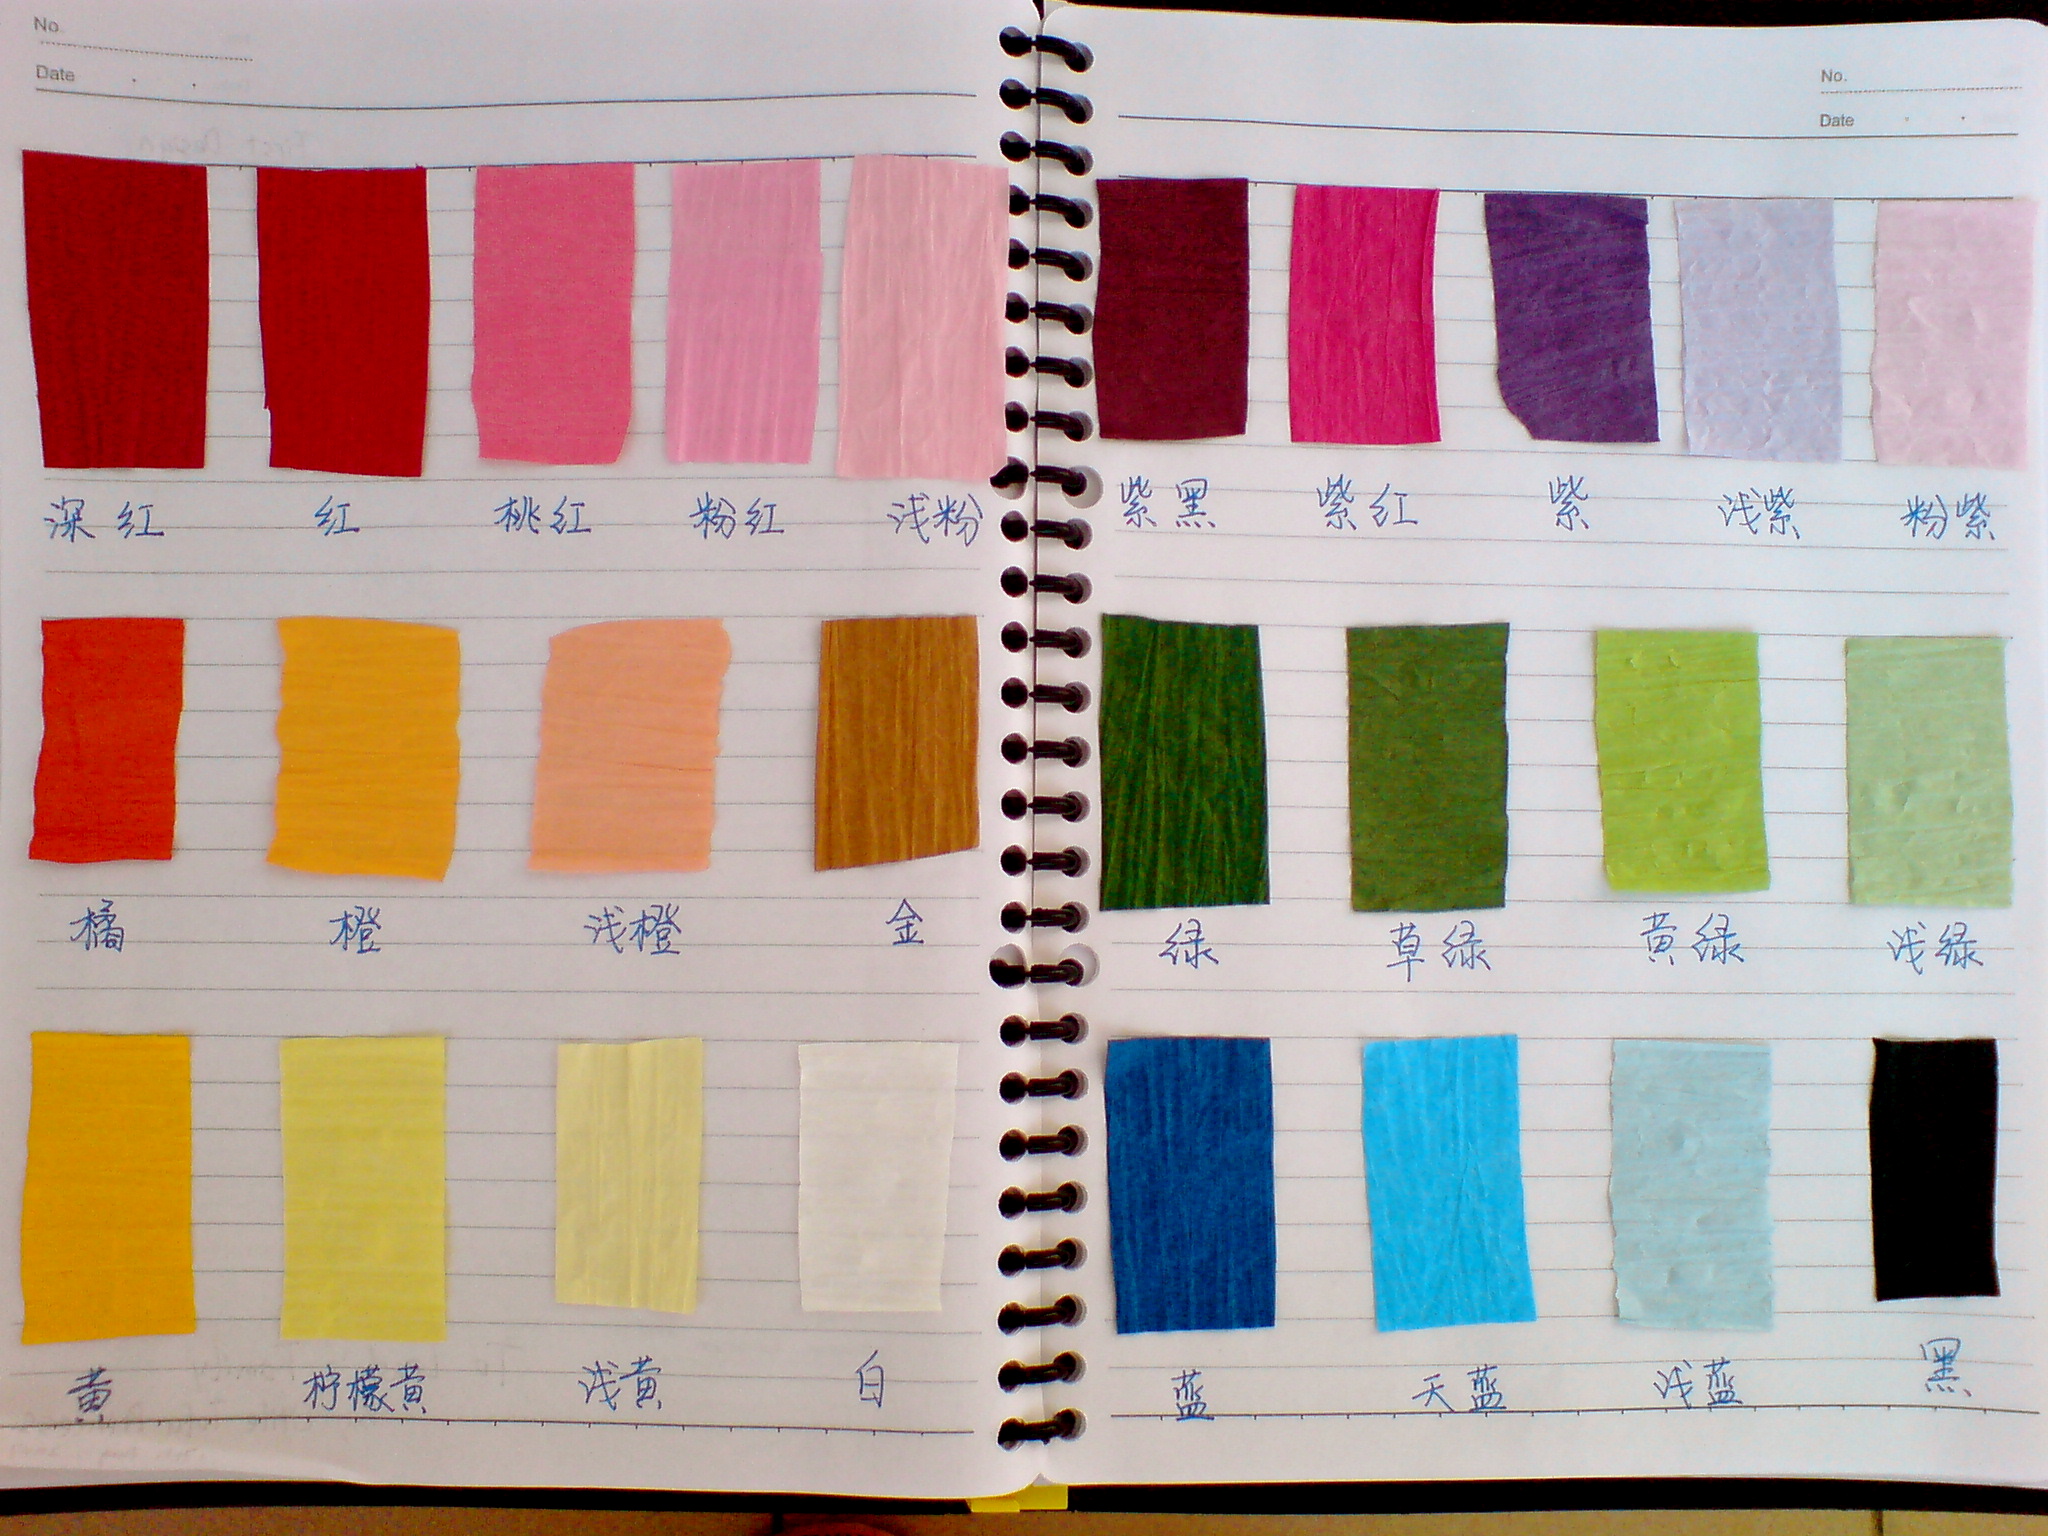 No.
Date
深红 红 桃红 粉红 浅粉
橘 橙 浅橙 金
黄 柠檬黄 浅黄 白
No.
Date
紫黑 紫红 紫 浅紫 粉紫
绿 草绿 黄绿 浅绿
蓝 天蓝 浅蓝 黑